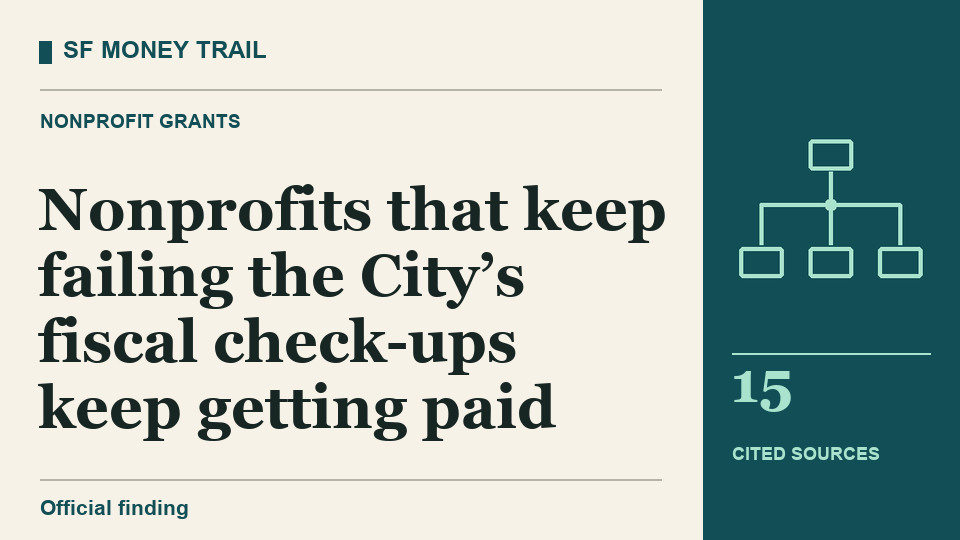 SF MONEY TRAIL
NONPROFIT GRANTS
Nonprofits that keep
failing the City’s
fiscal check-ups
keep getting paid
Official finding
15
CITED SOURCES